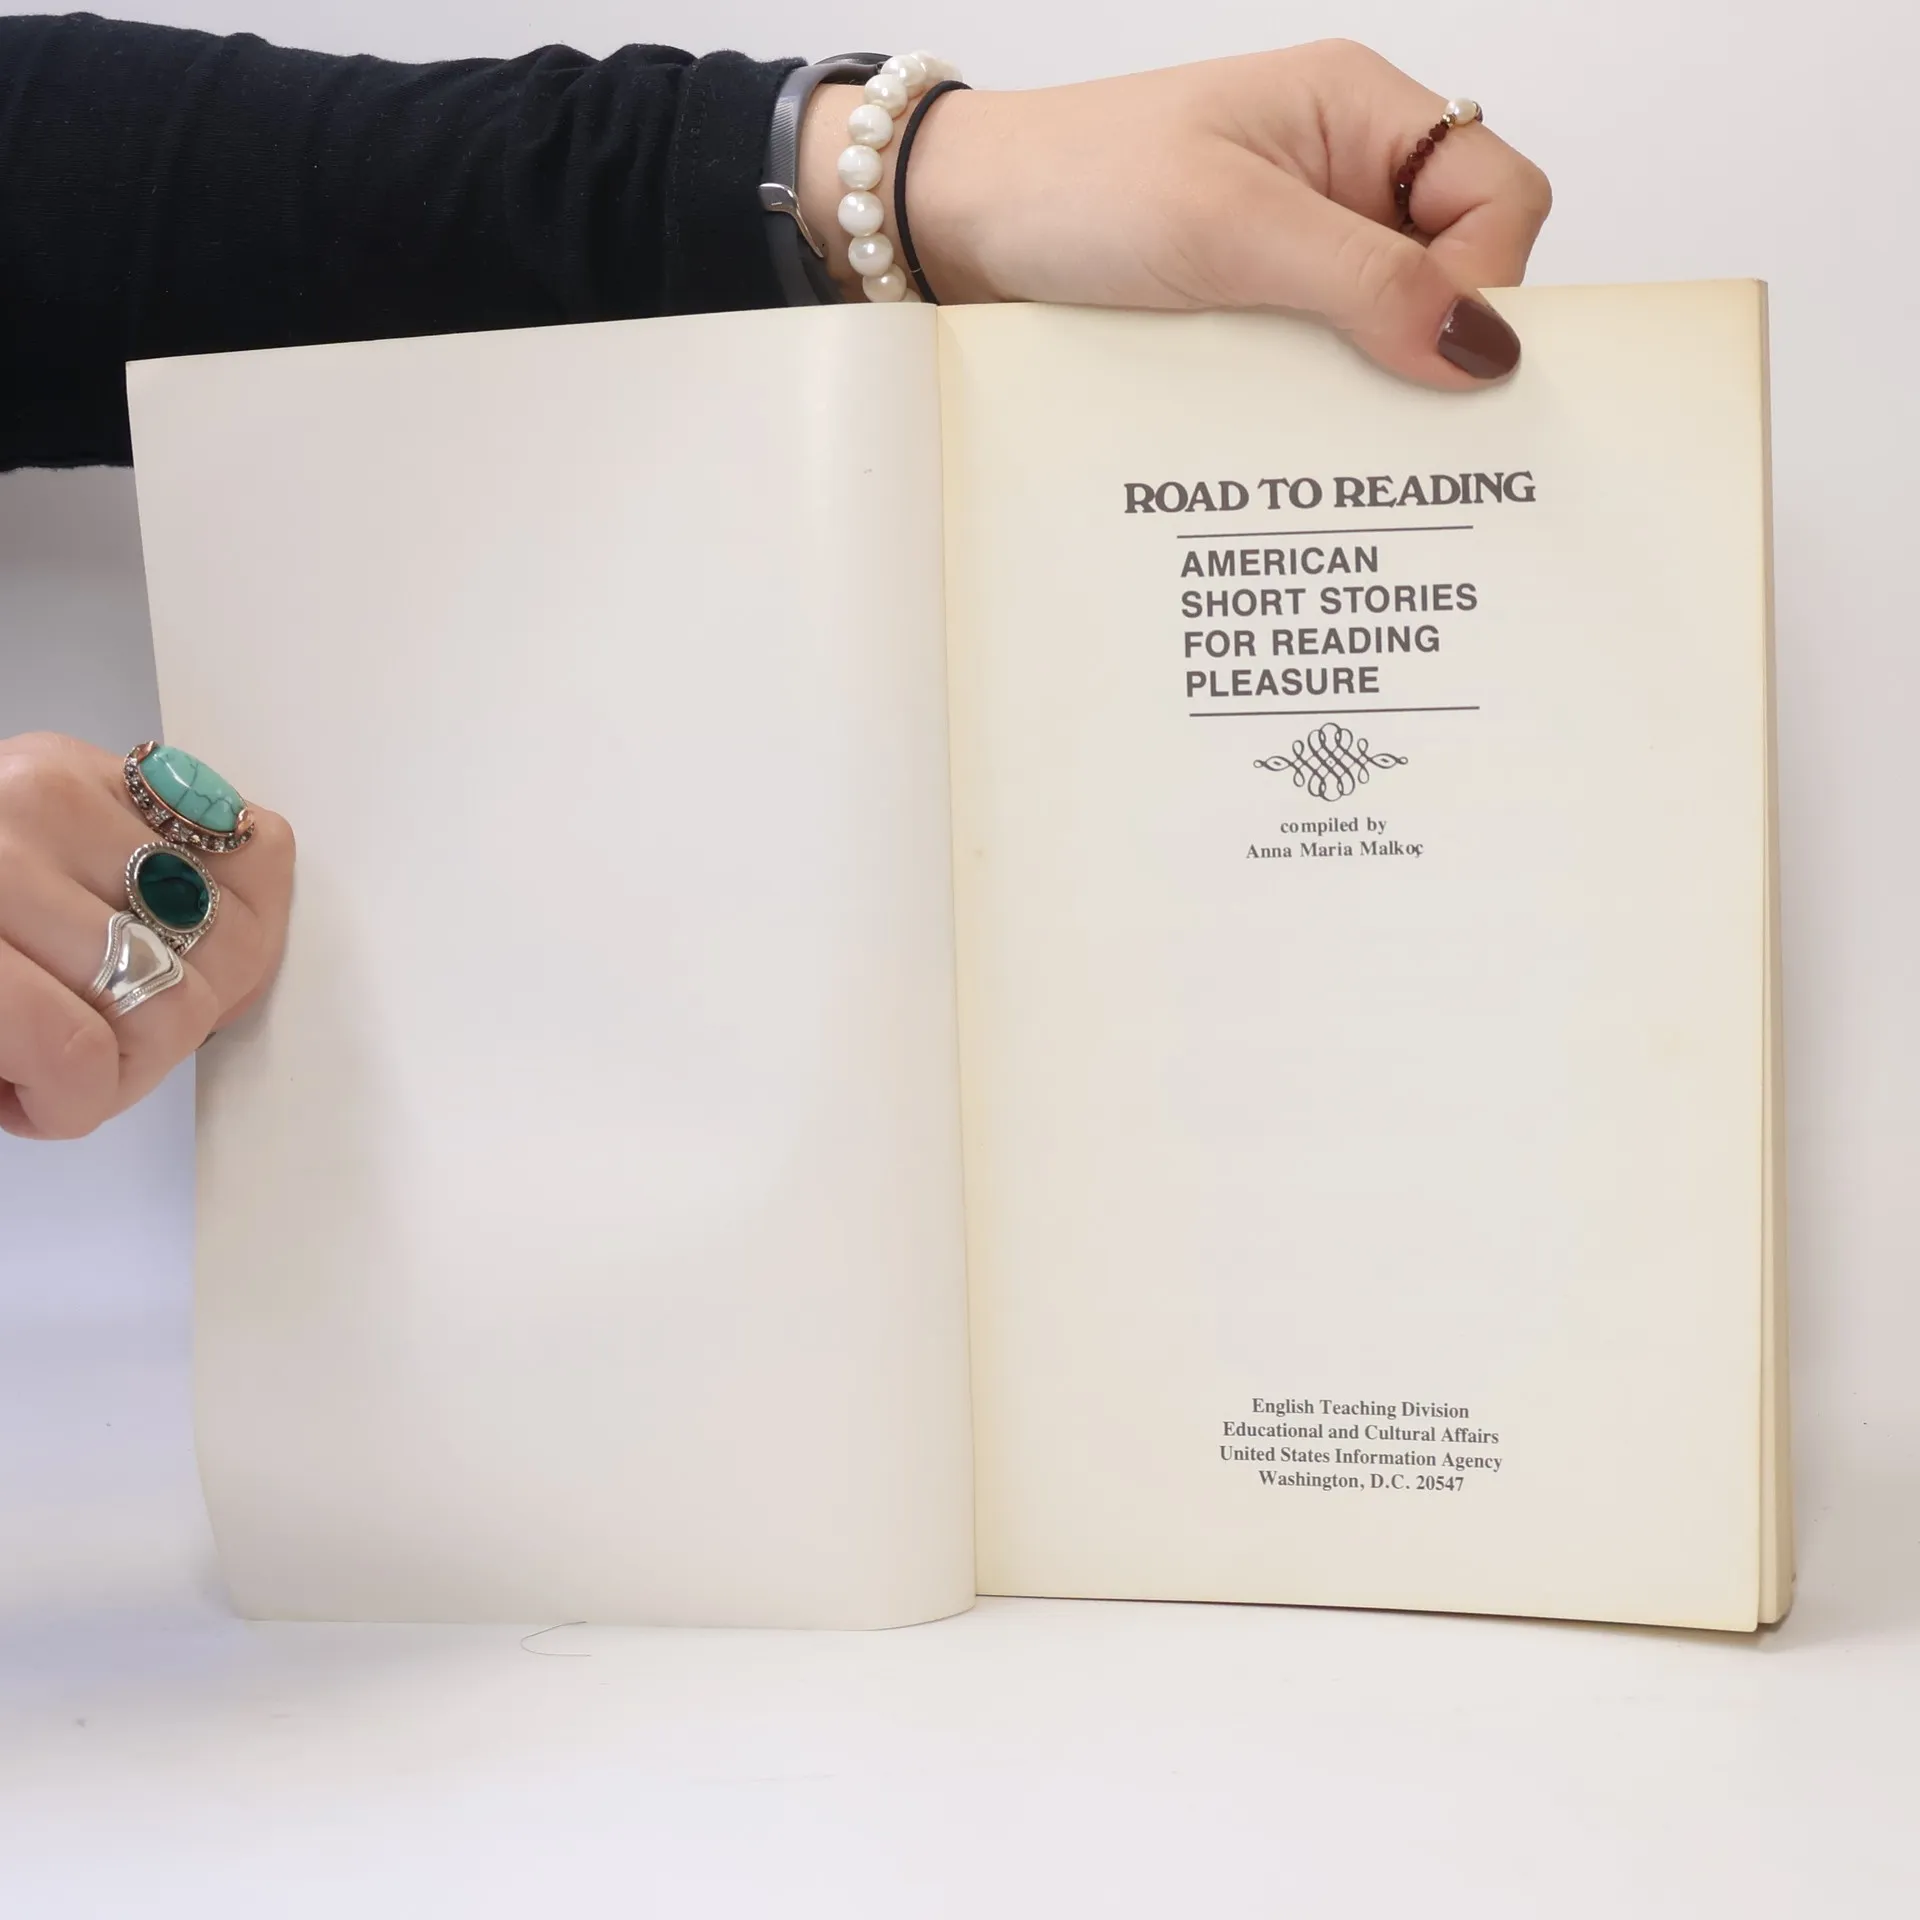 ROAD TO READING
AMERICAN
SHORT STORIES
FOR READING
PLEASURE
compiled by
Anna Maria Malkoç
English Teaching Division
Educational and Cultural Affairs
United States Information Agency
Washington, D.C. 20547